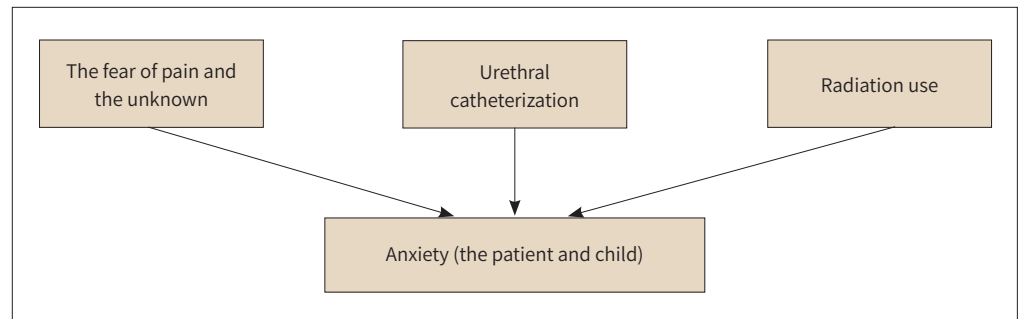 The fear of pain and
the unknown
Urethral
catheterization
Radiation use
Anxiety (the patient and child)